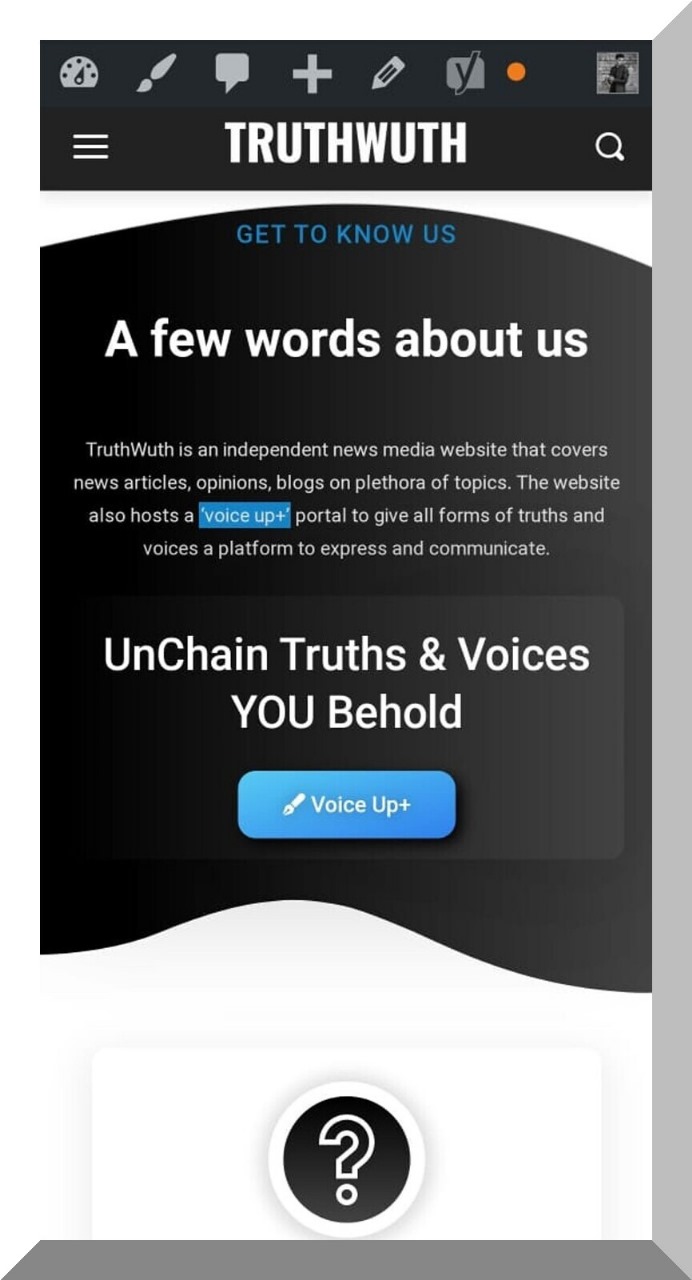 TRUTHWUTH
GET TO KNOW US
A few words about us
TruthWuth is an independent news media website that covers
news articles, opinions, blogs on plethora of topics. The website
also hosts a ‘voice up+’ portal to give all forms of truths and
voices a platform to express and communicate.
UnChain Truths & Voices
YOU Behold
Voice Up+